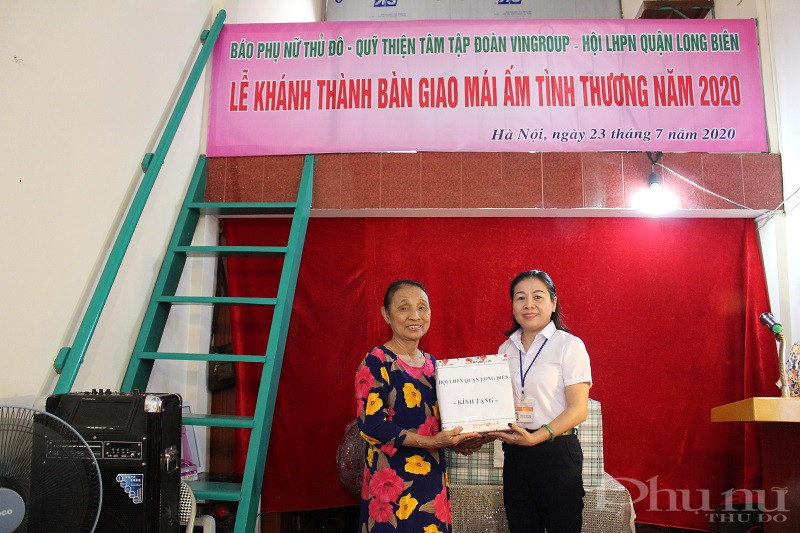 BÁO PHỤ NỮ THỦ ĐÔ - QUỸ THIỆN TÂM TẬP ĐOÀN VINGROUP - HỘI LHPN QUẬN LONG BIÊN
LỄ KHÁNH THÀNH BÀN GIAO MÁI ẤM TÌNH THƯƠNG NĂM 2020
Hà Nội, ngày 23 tháng 7 năm 2020
HỘI LHPN QUẬN LONG BIÊN
- KÍNH TẶNG -
Phụ nữ
THỦ ĐÔ